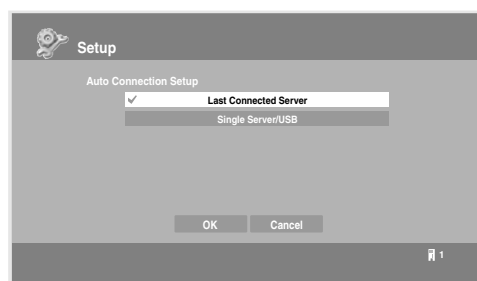 Setup
Auto Connection Setup
Last Connected Server
Single Server/USB
OK Cancel
1